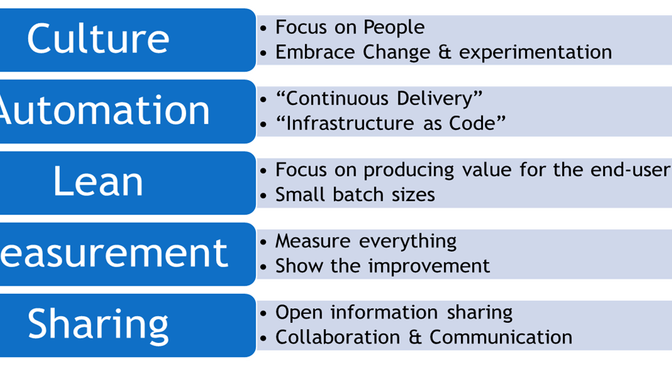 Culture
• Focus on People
• Embrace Change & experimentation
Automation
• “Continuous Delivery”
• “Infrastructure as Code”
Lean
• Focus on producing value for the end-user
• Small batch sizes
easurement
• Measure everything
• Show the improvement
Sharing
• Open information sharing
• Collaboration & Communication